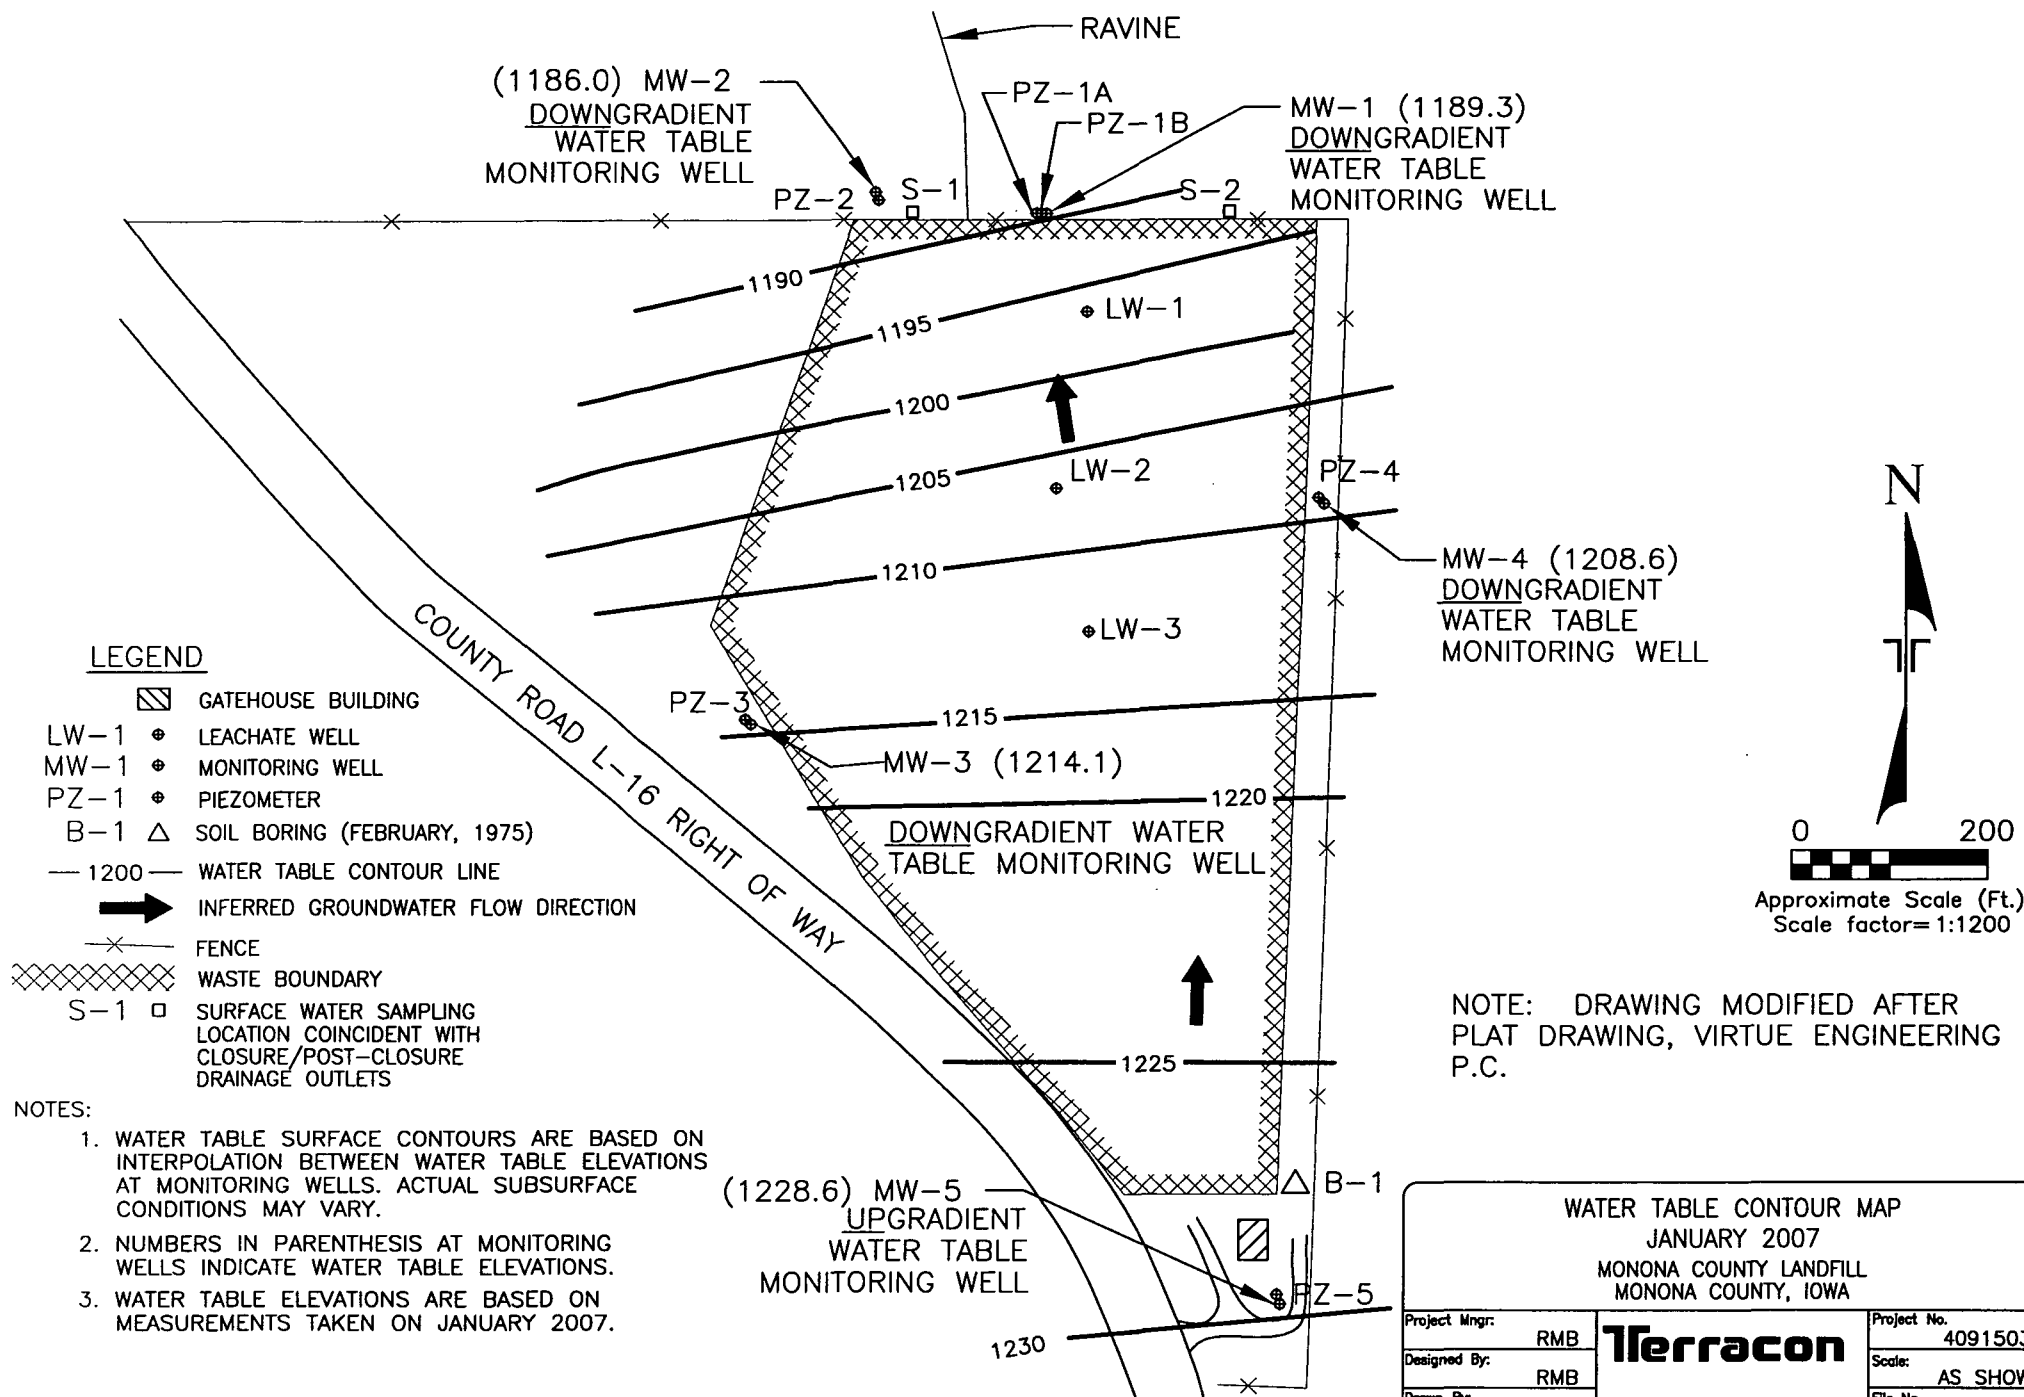 RAVINE
(1186.0) MW-2
DOWNGRADIENT
WATER TABLE
MONITORING WELL
PZ-1A
PZ-1B
MW-1 (1189.3)
DOWNGRADIENT
WATER TABLE
MONITORING WELL
PZ-2
S-1
S-2
1190
LW-1
1195
1200
LW-2
1205
PZ-4
1210
MW-4 (1208.6)
DOWNGRADIENT
WATER TABLE
MONITORING WELL
N
LW-3
PZ-3
1215
MW-3 (1214.1)
1220
DOWNGRADIENT WATER
TABLE MONITORING WELL
COUNTY ROAD L-16 RIGHT OF WAY
0 200
Approximate Scale (Ft.)
Scale factor=1:1200
LEGEND
GATEHOUSE BUILDING
LW-1 LEACHATE WELL
MW-1 MONITORING WELL
PZ-1 PIEZOMETER
B-1 SOIL BORING (FEBRUARY, 1975)
1200 WATER TABLE CONTOUR LINE
INFERRED GROUNDWATER FLOW DIRECTION
FENCE
WASTE BOUNDARY
S-1 SURFACE WATER SAMPLING
LOCATION COINCIDENT WITH
CLOSURE/POST-CLOSURE
DRAINAGE OUTLETS
NOTE: DRAWING MODIFIED AFTER
PLAT DRAWING, VIRTUE ENGINEERING
P.C.
1225
NOTES:
1. WATER TABLE SURFACE CONTOURS ARE BASED ON
INTERPOLATION BETWEEN WATER TABLE ELEVATIONS
AT MONITORING WELLS. ACTUAL SUBSURFACE
CONDITIONS MAY VARY.
2. NUMBERS IN PARENTHESIS AT MONITORING
WELLS INDICATE WATER TABLE ELEVATIONS.
3. WATER TABLE ELEVATIONS ARE BASED ON
MEASUREMENTS TAKEN ON JANUARY 2007.
B-1
(1228.6) MW-5
UPGRADIENT
WATER TABLE
MONITORING WELL
PZ-5
1230
WATER TABLE CONTOUR MAP
JANUARY 2007
MONONA COUNTY LANDFILL
MONONA COUNTY, IOWA
Project Mngr:
RMB
Designed By:
RMB
Terracon
Project No.
4091503
Scale:
AS SHOW